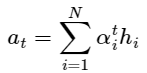 $a_t = \sum_{i=1}^{N} \alpha_i^t h_i$